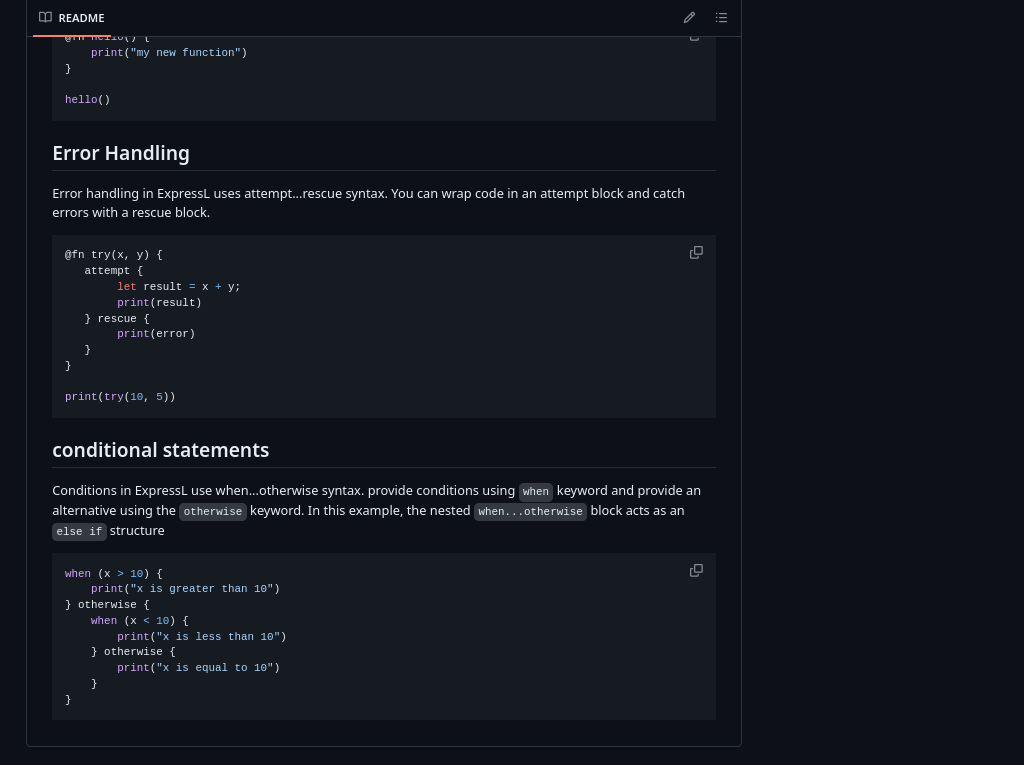 README
@fn hello() {
    print("my new function")
}
hello()
Error Handling
Error handling in ExpressL uses attempt...rescue syntax. You can wrap code in an attempt block and catch
errors with a rescue block.
@fn try(x, y) {
   attempt {
        let result = x + y;
        print(result)
   } rescue {
        print(error)
   }
}
print(try(10, 5))
conditional statements
Conditions in ExpressL use when...otherwise syntax. provide conditions using when keyword and provide an
alternative using the otherwise keyword. In this example, the nested when...otherwise block acts as an
else if structure
when (x > 10) {
    print("x is greater than 10")
} otherwise {
    when (x < 10) {
        print("x is less than 10")
    } otherwise {
        print("x is equal to 10")
    }
}